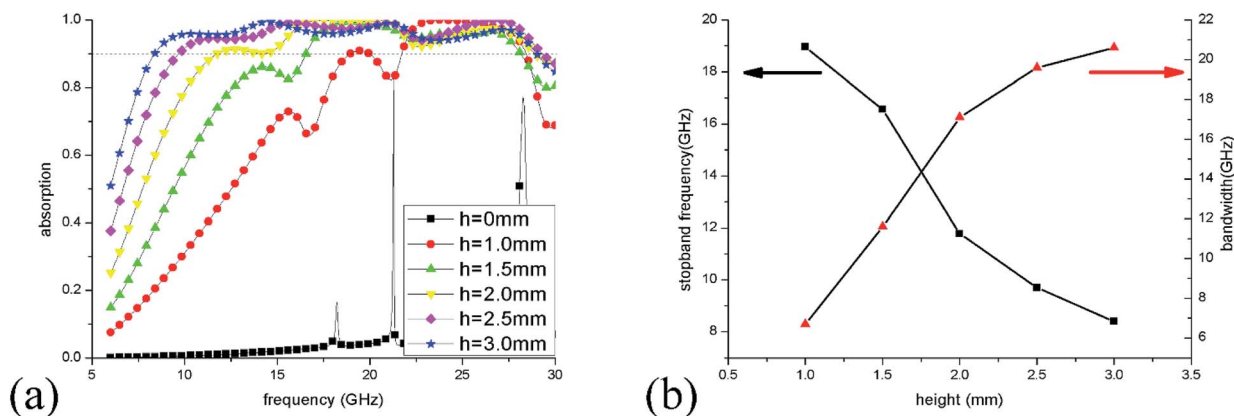 1.0
0.8
0.6
0.4
0.2
0.0
absorption
5
10
15
20
25
30
frequency (GHz)
h=0mm
h=1.0mm
h=1.5mm
h=2.0mm
h=2.5mm
h=3.0mm
(a)
20
18
16
14
12
10
8
stopband frequency(GHz)
0.5
1.0
1.5
2.0
2.5
3.0
3.5
height (mm)
22
20
18
16
14
12
10
8
6
bandwidth(GHz)
(b)